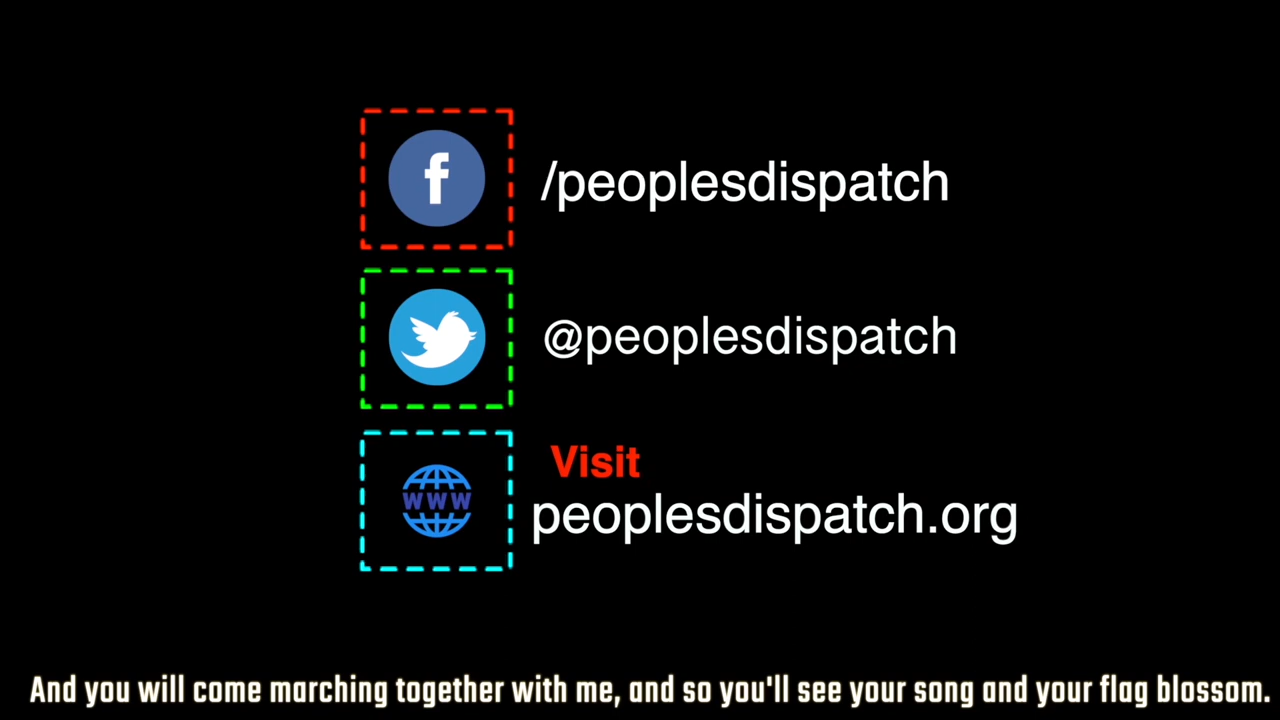 f
/peoplesdispatch
@peoplesdispatch
Visit
WWW
peoplesdispatch.org
And you will come marching together with me, and so you'll see your song and your flag blossom.